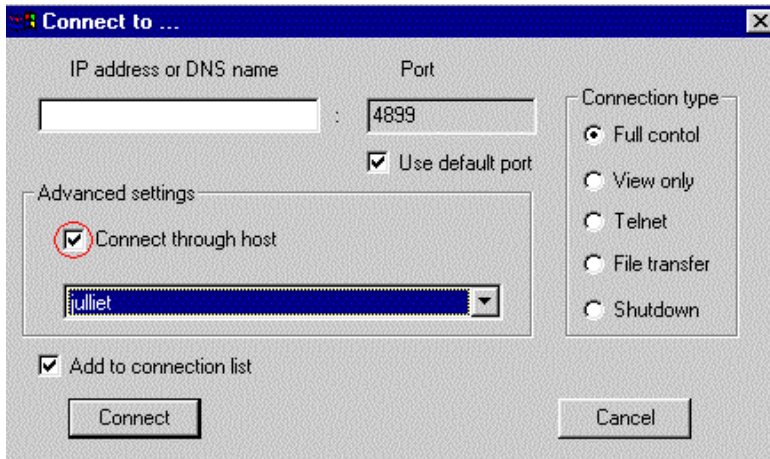 Connect to ...
IP address or DNS name
Port
:
4899
Use default port
Connection type
Full contol
View only
Telnet
File transfer
Shutdown
Advanced settings
Connect through host
julliet
Add to connection list
Connect
Cancel